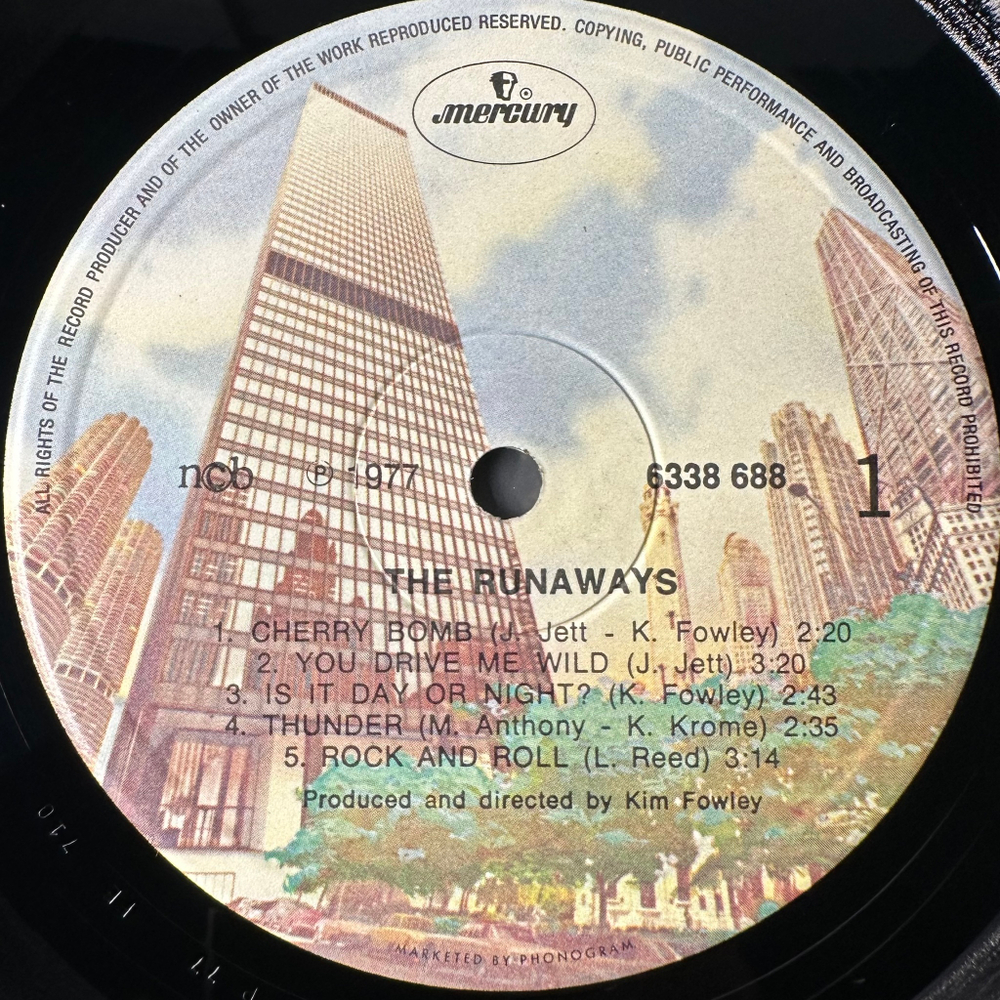 ALL RIGHTS OF THE RECORD PRODUCER AND OF THE OWNER OF THE WORK REPRODUCED RESERVED. COPYING, PUBLIC PERFORMANCE AND BROADCASTING OF THIS RECORD PROHIBITED
mercury
ncb ℗ 1977 6338 688 1
THE RUNAWAYS
1. CHERRY BOMB (J. Jett - K. Fowley) 2:20
2. YOU DRIVE ME WILD (J. Jett) 3:20
3. IS IT DAY OR NIGHT? (K. Fowley) 2:43
4. THUNDER (M. Anthony - K. Krome) 2:35
5. ROCK AND ROLL (L. Reed) 3:14
Produced and directed by Kim Fowley
MARKETED BY PHONOGRAM
710 11